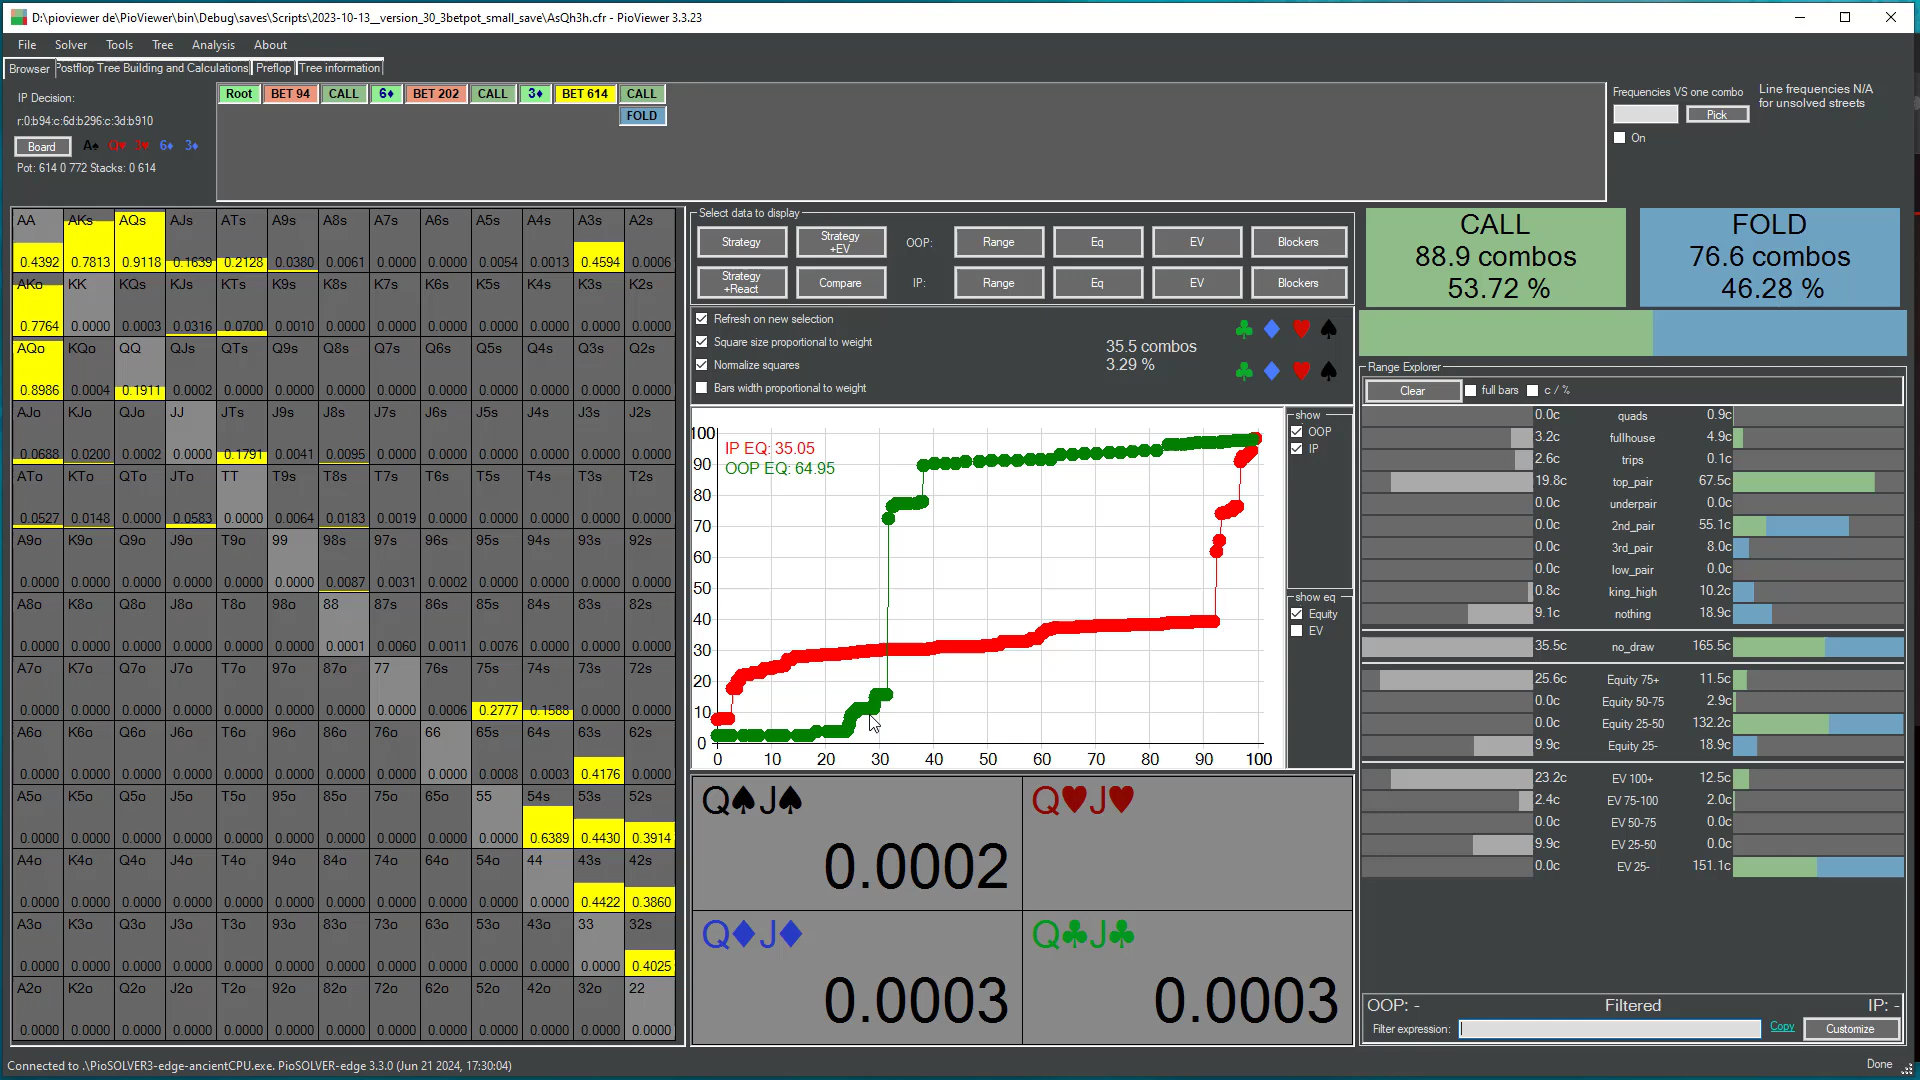 D:\pioviewer de\PioViewer\bin\Debug\saves\Scripts\2023-10-13__version_30_3betpot_small_save\AsQh3h.cfr - PioViewer 3.3.23
File Solver Tools Tree Analysis About
Browser Postflop Tree Building and Calculations Preflop Tree information
IP Decision:
r:0:b94:c:6d:b296:c:3d:b910
Board A♠ Q♥ 3♥ 6♦ 3♦
Pot: 614 0 772 Stacks: 0 614
Root BET 94 CALL 6♦ BET 202 CALL 3♦ BET 614 CALL
FOLD
Frequencies VS one combo
Pick
On
Line frequencies N/A
for unsolved streets
AA AKs AQs AJs ATs A9s A8s A7s A6s A5s A4s A3s A2s
0.4392 0.7813 0.9118 0.1639 0.2128 0.0380 0.0061 0.0000 0.0000 0.0054 0.0013 0.4594 0.0006
AKo KK KQs KJs KTs K9s K8s K7s K6s K5s K4s K3s K2s
0.7764 0.0000 0.0003 0.0316 0.0700 0.0010 0.0000 0.0000 0.0000 0.0000 0.0000 0.0000 0.0000
AQo KQo QQ QJs QTs Q9s Q8s Q7s Q6s Q5s Q4s Q3s Q2s
0.8986 0.0004 0.1911 0.0002 0.0000 0.0000 0.0000 0.0000 0.0000 0.0000 0.0000 0.0000 0.0000
AJo KJo QJo JJ JTs J9s J8s J7s J6s J5s J4s J3s J2s
0.0688 0.0200 0.0002 0.0000 0.1791 0.0041 0.0095 0.0000 0.0000 0.0000 0.0000 0.0000 0.0000
ATo KTo QTo JTo TT T9s T8s T7s T6s T5s T4s T3s T2s
0.0527 0.0148 0.0000 0.0583 0.0000 0.0064 0.0183 0.0019 0.0000 0.0000 0.0000 0.0000 0.0000
A9o K9o Q9o J9o T9o 99 98s 97s 96s 95s 94s 93s 92s
0.0000 0.0000 0.0000 0.0000 0.0000 0.0000 0.0087 0.0031 0.0002 0.0000 0.0000 0.0000 0.0000
A8o K8o Q8o J8o T8o 98o 88 87s 86s 85s 84s 83s 82s
0.0000 0.0000 0.0000 0.0000 0.0000 0.0000 0.0001 0.0060 0.0011 0.0076 0.0000 0.0000 0.0000
A7o K7o Q7o J7o T7o 97o 87o 77 76s 75s 74s 73s 72s
0.0000 0.0000 0.0000 0.0000 0.0000 0.0000 0.0000 0.0000 0.0006 0.2777 0.1588 0.0000 0.0000
A6o K6o Q6o J6o T6o 96o 86o 76o 66 65s 64s 63s 62s
0.0000 0.0000 0.0000 0.0000 0.0000 0.0000 0.0000 0.0000 0.0000 0.0008 0.0003 0.4176 0.0000
A5o K5o Q5o J5o T5o 95o 85o 75o 65o 55 54s 53s 52s
0.0000 0.0000 0.0000 0.0000 0.0000 0.0000 0.0000 0.0000 0.0000 0.0000 0.6389 0.4430 0.3914
A4o K4o Q4o J4o T4o 94o 84o 74o 64o 54o 44 43s 42s
0.0000 0.0000 0.0000 0.0000 0.0000 0.0000 0.0000 0.0000 0.0000 0.0000 0.0000 0.4422 0.3860
A3o K3o Q3o J3o T3o 93o 83o 73o 63o 53o 43o 33 32s
0.0000 0.0000 0.0000 0.0000 0.0000 0.0000 0.0000 0.0000 0.0000 0.0000 0.0000 0.0000 0.4025
A2o K2o Q2o J2o T2o 92o 82o 72o 62o 52o 42o 32o 22
0.0000 0.0000 0.0000 0.0000 0.0000 0.0000 0.0000 0.0000 0.0000 0.0000 0.0000 0.0000 0.0000
Select data to display
Strategy Strategy +EV OOP: Range Eq EV Blockers
Strategy +React Compare IP: Range Eq EV Blockers
Refresh on new selection
Square size proportional to weight
Normalize squares
Bars width proportional to weight
35.5 combos
3.29 %
♣ ♦ ♥ ♠
♣ ♦ ♥ ♠
IP EQ: 35.05
OOP EQ: 64.95
100
90
80
70
60
50
40
30
20
10
0
0 10 20 30 40 50 60 70 80 90 100
show
OOP
IP
show eq
Equity
EV
Q♠J♠ 0.0002
Q♥J♥
Q♦J♦ 0.0003
Q♣J♣ 0.0003
CALL
88.9 combos
53.72 %
FOLD
76.6 combos
46.28 %
Range Explorer
Clear full bars c / %
0.0c quads 0.9c
3.2c fullhouse 4.9c
2.6c trips 0.1c
19.8c top_pair 67.5c
0.0c underpair 0.0c
0.0c 2nd_pair 55.1c
0.0c 3rd_pair 8.0c
0.0c low_pair 0.0c
0.8c king_high 10.2c
9.1c nothing 18.9c
35.5c no_draw 165.5c
25.6c Equity 75+ 11.5c
0.0c Equity 50-75 2.9c
0.0c Equity 25-50 132.2c
9.9c Equity 25- 18.9c
23.2c EV 100+ 12.5c
2.4c EV 75-100 2.0c
0.0c EV 50-75 0.0c
9.9c EV 25-50 0.0c
0.0c EV 25- 151.1c
OOP: - Filtered IP: -
Filter expression: Copy Customize
Connected to .\PioSOLVER3-edge-ancientCPU.exe. PioSOLVER-edge 3.3.0 (Jun 21 2024, 17:30:04)
Done